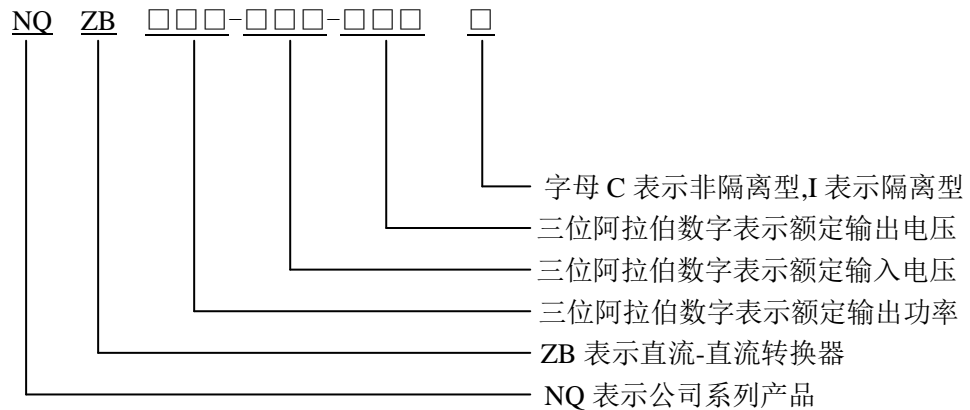 NQ ZB □□□-□□□-□□□ □
字母 C 表示非隔离型,I 表示隔离型
三位阿拉伯数字表示额定输出电压
三位阿拉伯数字表示额定输入电压
三位阿拉伯数字表示额定输出功率
ZB 表示直流-直流转换器
NQ 表示公司系列产品